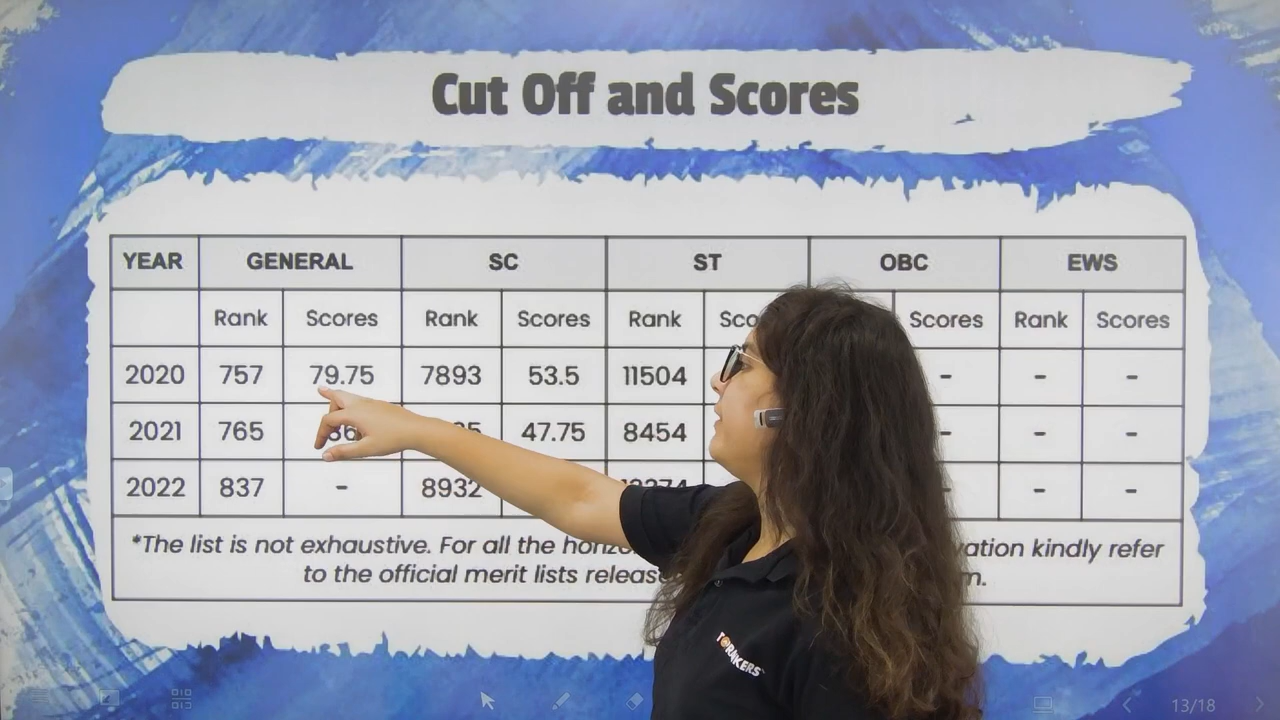 Cut Off and Scores
YEAR GENERAL SC ST OBC EWS
Rank Scores Rank Scores Rank Scores Rank Scores
2020 757 79.75 7893 53.5 11504 - - -
2021 765 47.75 8454 - - -
2022 837 - 8932 - - -
*The list is not exhaustive. For all the kindly refer
to the official merit lists
TOPRANKERS
13/18